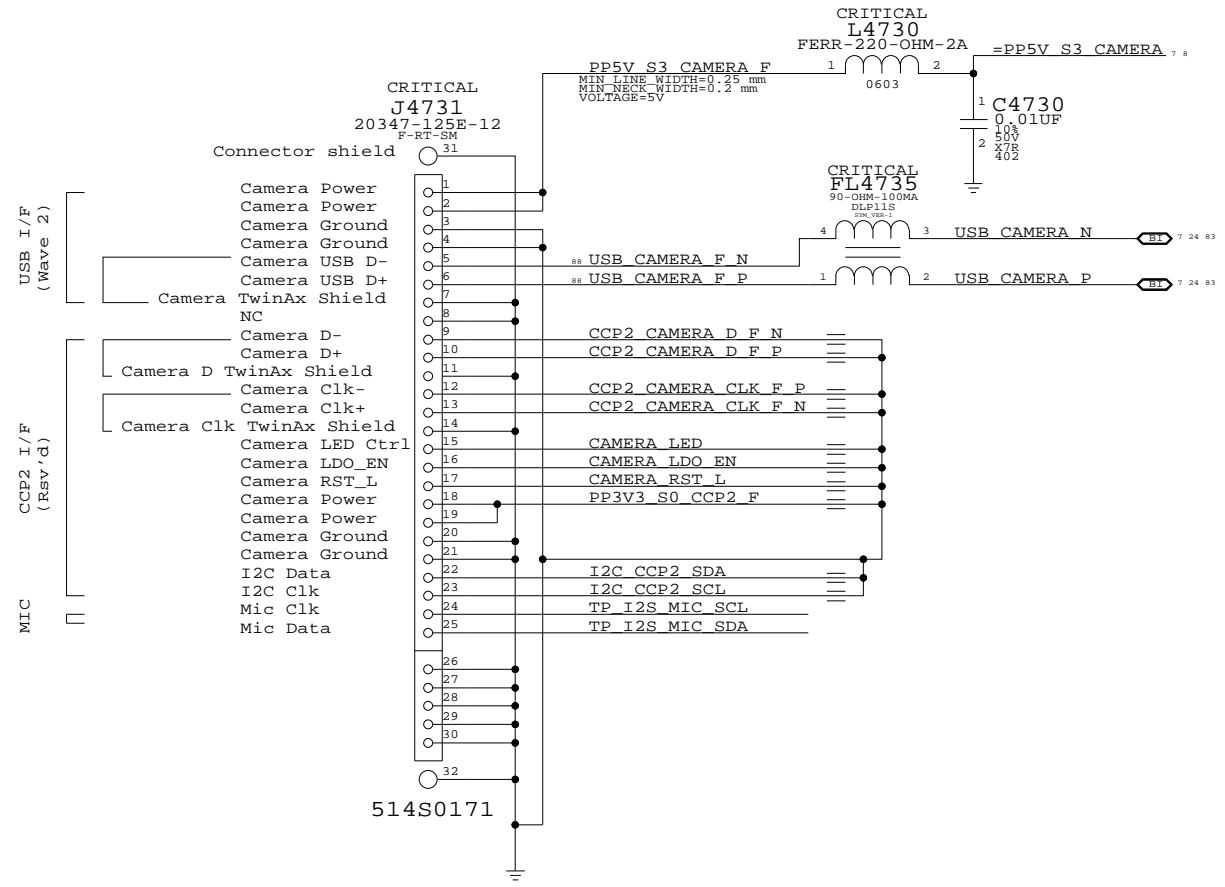 CRITICAL
L4730
FERR-220-OHM-2A
1 2
0603
=PP5V_S3_CAMERA 7 8
PP5V_S3_CAMERA_F
MIN_LINE_WIDTH=0.25 mm
MIN_NECK_WIDTH=0.2 mm
VOLTAGE=5V
1 C4730
0.01UF
10%
50V
2 X7R
402
CRITICAL
J4731
20347-125E-12
F-RT-SM
Connector shield 31
CRITICAL
FL4735
90-OHM-100MA
DLP11S
SYM_VER-1
4 3 USB_CAMERA_N BI 7 24 83
1 2 USB_CAMERA_P BI 7 24 83
USB I/F
(Wave 2)
Camera Power 1
Camera Power 2
Camera Ground 3
Camera Ground 4
Camera USB D- 5 88 USB_CAMERA_F_N
Camera USB D+ 6 88 USB_CAMERA_F_P
Camera TwinAx Shield 7
NC 8
CCP2 I/F
(Rsv'd)
Camera D- 9 CCP2_CAMERA_D_F_N
Camera D+ 10 CCP2_CAMERA_D_F_P
Camera D TwinAx Shield 11
Camera Clk- 12 CCP2_CAMERA_CLK_F_P
Camera Clk+ 13 CCP2_CAMERA_CLK_F_N
Camera Clk TwinAx Shield 14
Camera LED Ctrl 15 CAMERA_LED
Camera LDO_EN 16 CAMERA_LDO_EN
Camera RST_L 17 CAMERA_RST_L
Camera Power 18 PP3V3_S0_CCP2_F
Camera Power 19
Camera Ground 20
Camera Ground 21
I2C Data 22 I2C_CCP2_SDA
I2C Clk 23 I2C_CCP2_SCL
MIC
Mic Clk 24 TP_I2S_MIC_SCL
Mic Data 25 TP_I2S_MIC_SDA
26
27
28
29
30
32
514S0171